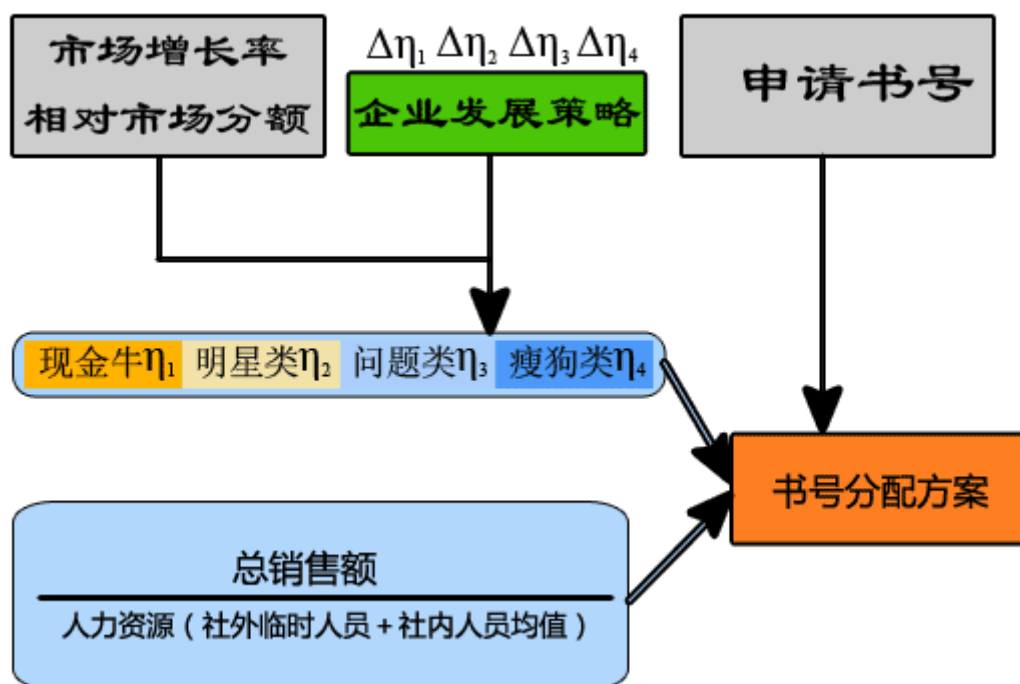 市场增长率
相对市场分额
Δη₁ Δη₂ Δη₃ Δη₄
企业发展策略
申请书号
现金牛η₁ 明星类η₂ 问题类η₃ 瘦狗类η₄
书号分配方案
总销售额
人力资源（社外临时人员+社内人员均值）